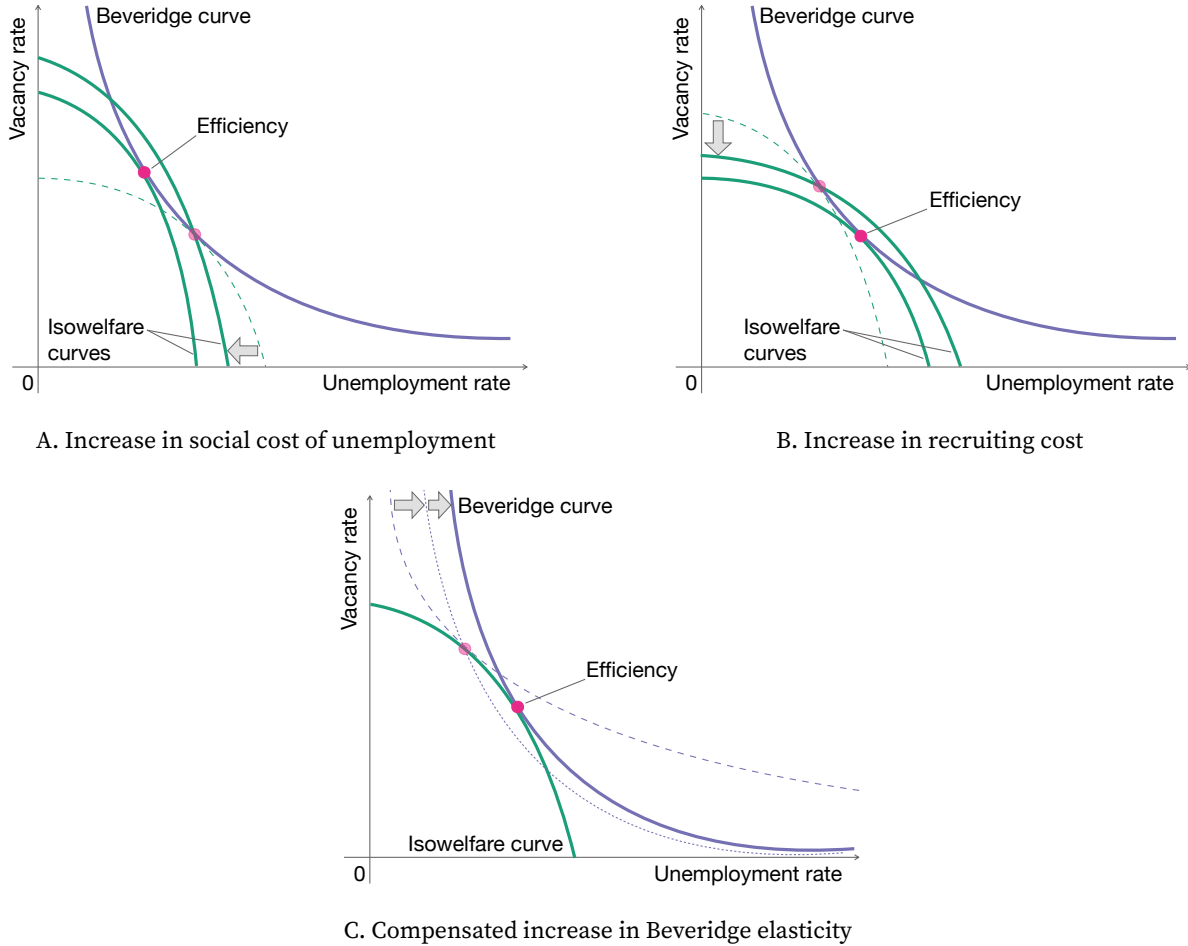 Beveridge curve
Vacancy rate
Efficiency
Isowelfare
curves
0
Unemployment rate
A. Increase in social cost of unemployment
Beveridge curve
Vacancy rate
Efficiency
Isowelfare
curves
0
Unemployment rate
B. Increase in recruiting cost
Beveridge curve
Vacancy rate
Efficiency
Isowelfare curve
0
Unemployment rate
C. Compensated increase in Beveridge elasticity